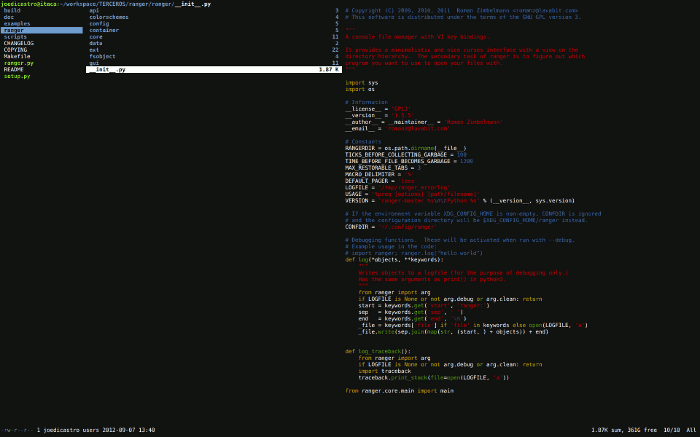 joedicastro@itaca:~/workspace/TERCEROS/ranger/ranger/__init__.py
build
doc
examples
ranger
scripts
CHANGELOG
COPYING
Makefile
ranger.py
README
setup.py
api 3
colorschemes 4
config 5
container 5
core 11
data 2
ext 22
fsobject 4
gui 11
__init__.py 1.87 K
# Copyright (C) 2009, 2010, 2011 Roman Zimbelmann <romanz@lavabit.com>
# This software is distributed under the terms of the GNU GPL version 3.
"""
A console file manager with VI key bindings.
It provides a minimalistic and nice curses interface with a view on the
directory hierarchy. The secondary task of ranger is to figure out which
program you want to use to open your files with.
"""
import sys
import os
# Information
__license__ = 'GPL3'
__version__ =
__author__ = __maintainer__ = 'Roman Zimbelmann'
__email__ = 'romanz@lavabit.com'
# Constants
RANGERDIR = os.path.dirname(__file__)
TICKS_BEFORE_COLLECTING_GARBAGE = 100
TIME_BEFORE_FILE_BECOMES_GARBAGE = 1200
MAX_RESTORABLE_TABS = 3
MACRO_DELIMITER = '%'
DEFAULT_PAGER = 'less'
LOGFILE = '/tmp/ranger_errorlog'
USAGE = '%prog [options] [path/filename]'
VERSION = 'ranger-master %s\n\nPython %s' % (__version__, sys.version)
# If the environment variable XDG_CONFIG_HOME is non-empty, CONFDIR is ignored
# and the configuration directory will be $XDG_CONFIG_HOME/ranger instead.
CONFDIR = '~/.config/ranger'
# Debugging functions. These will be activated when run with --debug.
# Example usage in the code:
# import ranger; ranger.log("hello world")
def log(*objects, **keywords):
"""
Writes objects to a logfile (for the purpose of debugging only.)
Has the same arguments as print() in python3.
"""
from ranger import arg
if LOGFILE is None or not arg.debug or arg.clean: return
start = keywords.get('start', 'ranger:')
sep = keywords.get('sep', ' ')
end = keywords.get('end', '\n')
_file = keywords['file'] if 'file' in keywords else open(LOGFILE, 'a')
_file.write(sep.join(map(str, (start, ) + objects)) + end)
def log_traceback():
from ranger import arg
if LOGFILE is None or not arg.debug or arg.clean: return
import traceback
traceback.print_stack(file=open(LOGFILE, 'a'))
from ranger.core.main import main
-rw-r--r-- 1 joedicastro users 2012-09-07 13:48 1.87K sum, 361G free 10/10 All